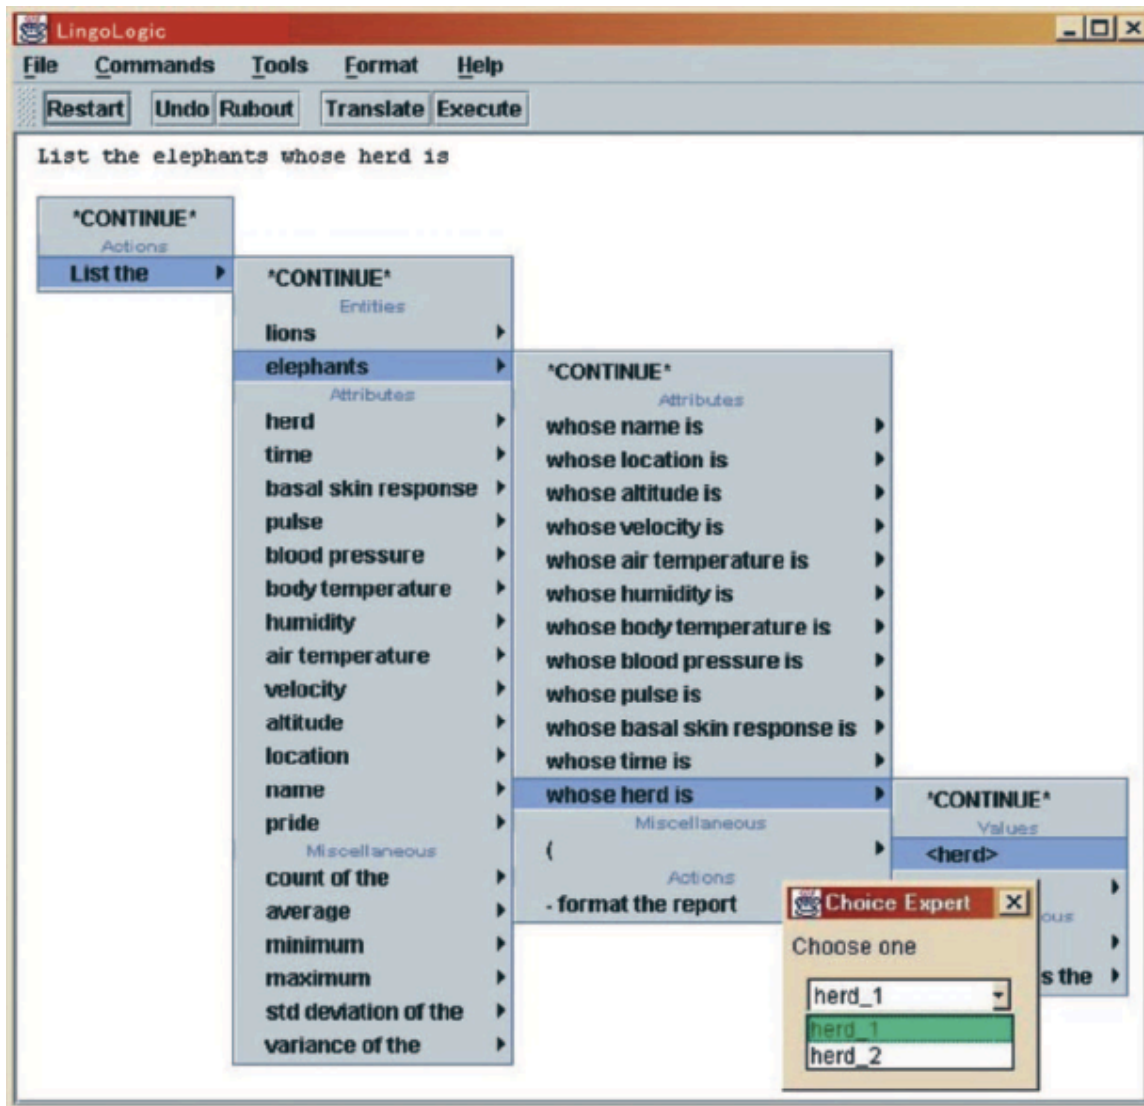 LingoLogic
File Commands Tools Format Help
Restart Undo Rubout Translate Execute
List the elephants whose herd is
*CONTINUE*
Actions
List the
*CONTINUE*
Entities
lions
elephants
Attributes
herd
time
basal skin response
pulse
blood pressure
body temperature
humidity
air temperature
velocity
altitude
location
name
pride
Miscellaneous
count of the
average
minimum
maximum
std deviation of the
variance of the
*CONTINUE*
Attributes
whose name is
whose location is
whose altitude is
whose velocity is
whose air temperature is
whose humidity is
whose body temperature is
whose blood pressure is
whose pulse is
whose basal skin response is
whose time is
whose herd is
Miscellaneous
(
Actions
- format the report
*CONTINUE*
Values
<herd>
s the
Choice Expert
Choose one
herd_1
herd_1
herd_2